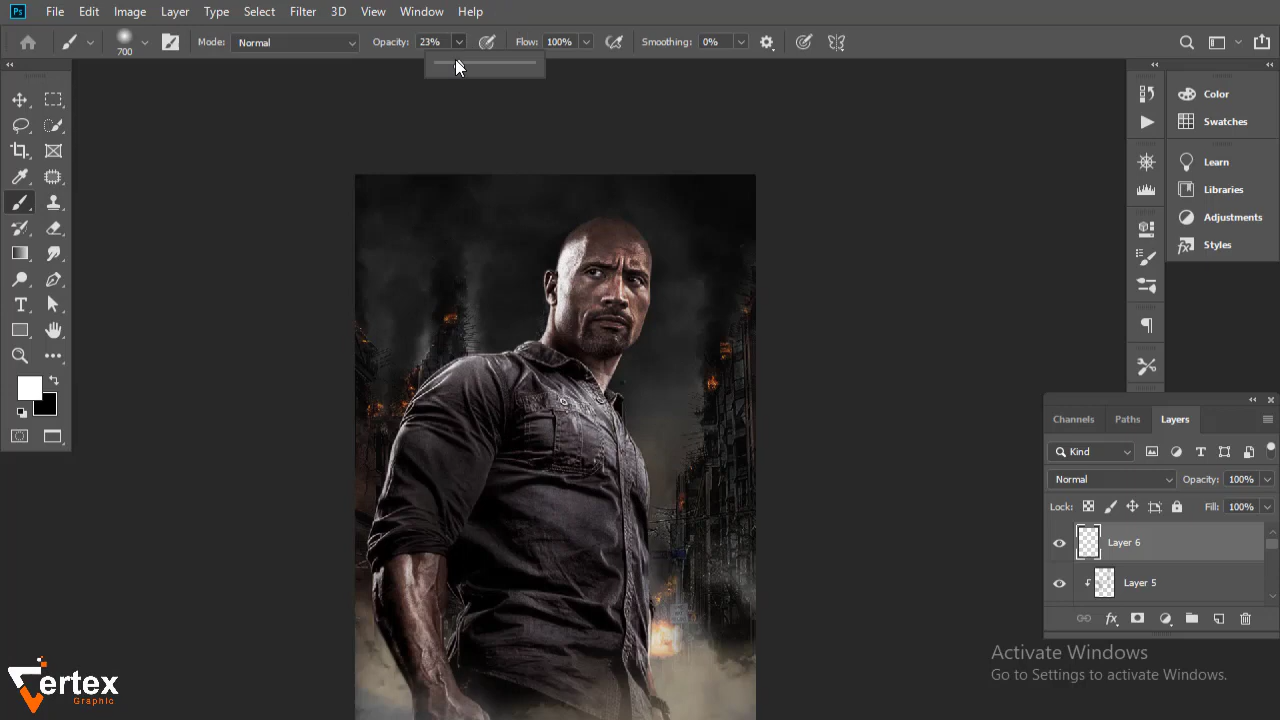 Ps File Edit Image Layer Type Select Filter 3D View Window Help
700 Mode: Normal Opacity: 23% Flow: 100% Smoothing: 0%
Color
Swatches
Learn
Libraries
Adjustments
Styles
Channels Paths Layers
Kind
Normal Opacity: 100%
Lock: Fill: 100%
Layer 6
Layer 5
Activate Windows
Go to Settings to activate Windows.
Vertex
Graphic